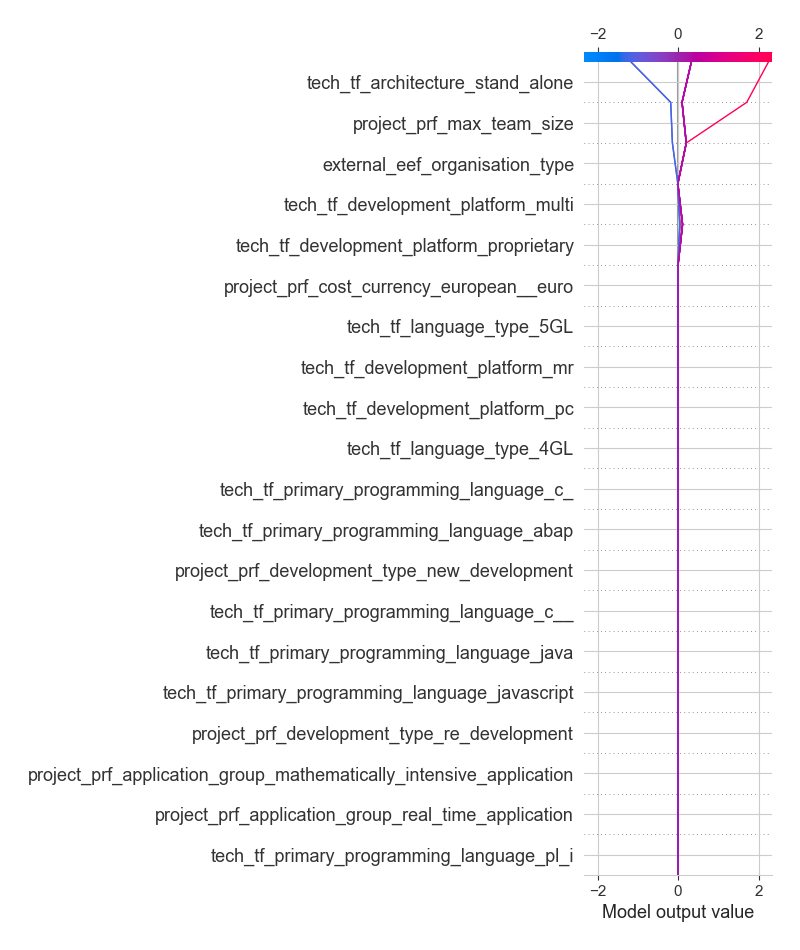 −2 0 2
tech_tf_architecture_stand_alone
project_prf_max_team_size
external_eef_organisation_type
tech_tf_development_platform_multi
tech_tf_development_platform_proprietary
project_prf_cost_currency_european__euro
tech_tf_language_type_5GL
tech_tf_development_platform_mr
tech_tf_development_platform_pc
tech_tf_language_type_4GL
tech_tf_primary_programming_language_c_
tech_tf_primary_programming_language_abap
project_prf_development_type_new_development
tech_tf_primary_programming_language_c__
tech_tf_primary_programming_language_java
tech_tf_primary_programming_language_javascript
project_prf_development_type_re_development
project_prf_application_group_mathematically_intensive_application
project_prf_application_group_real_time_application
tech_tf_primary_programming_language_pl_i
−2 0 2
Model output value